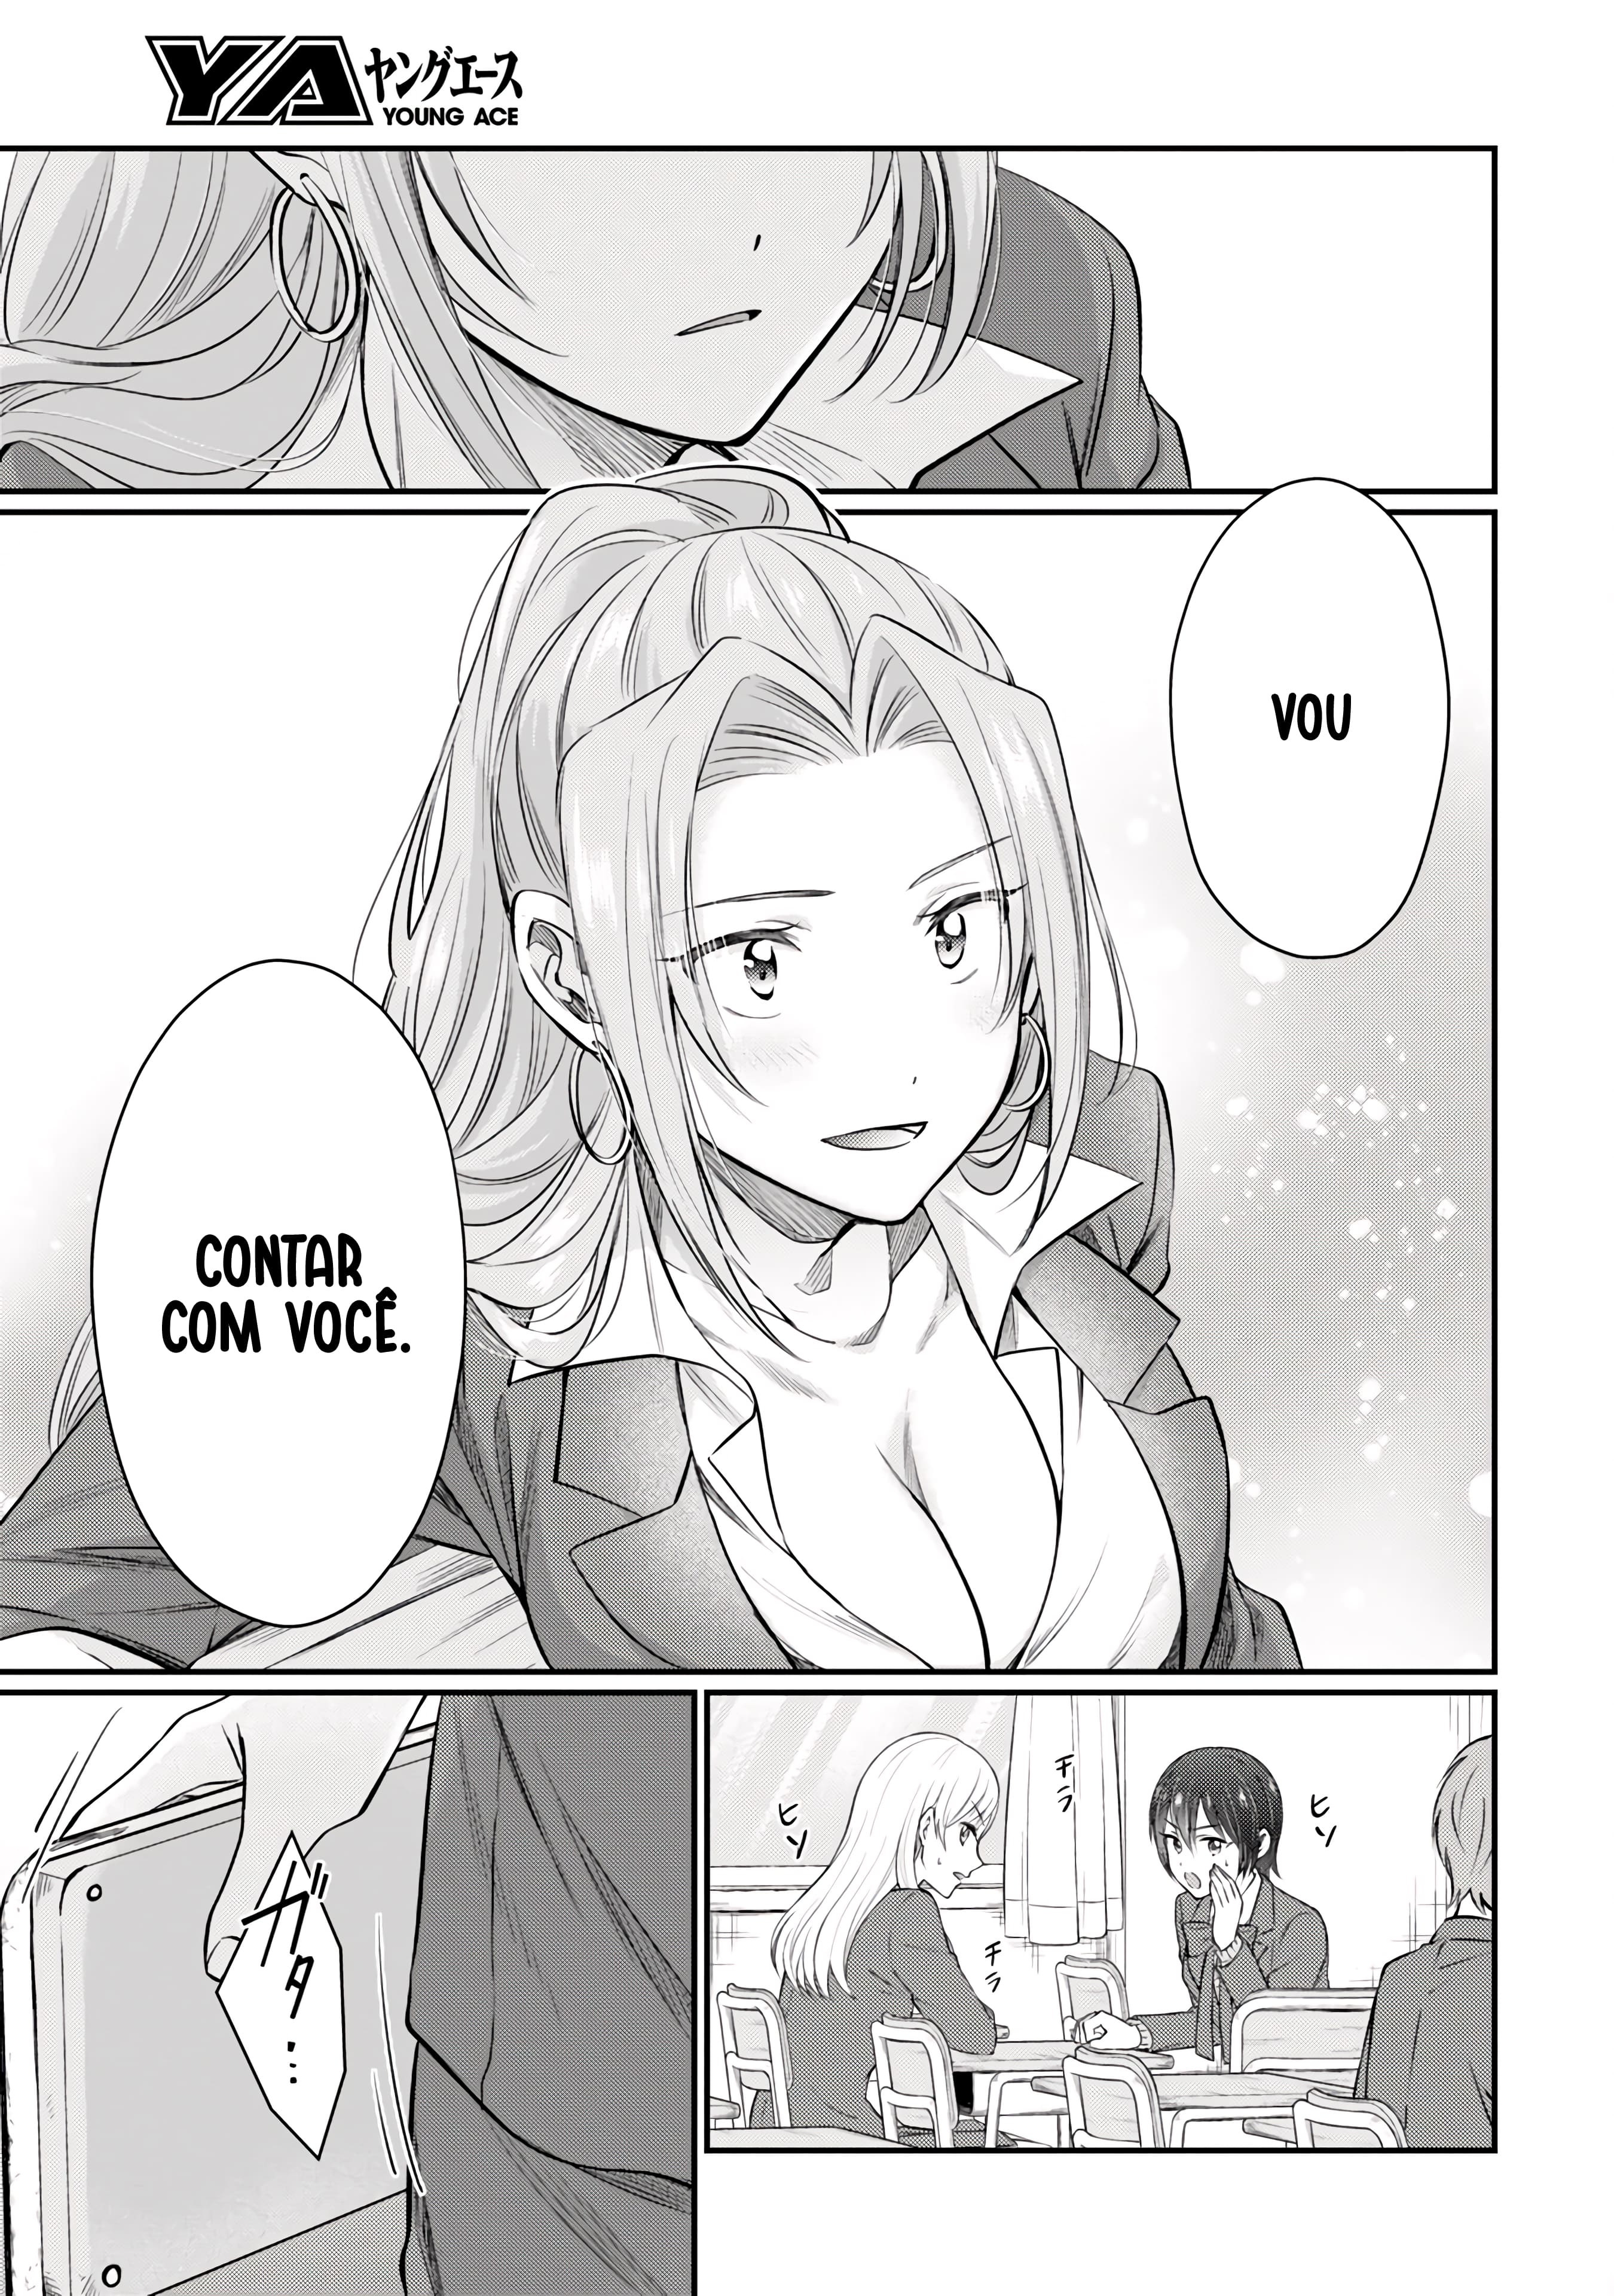 YA ヤングエース
YOUNG ACE
VOU
CONTAR
COM VOCÊ.
ヒソ
チラ
ヒソ
チラ
ガタ…